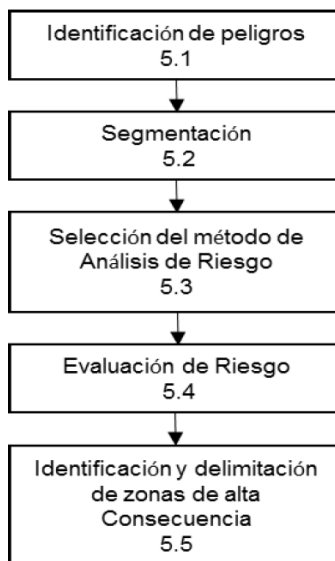 Identificación de peligros
5.1
Segmentación
5.2
Selección del método de
Análisis de Riesgo
5.3
Evaluación de Riesgo
5.4
Identificación y delimitación
de zonas de alta
Consecuencia
5.5